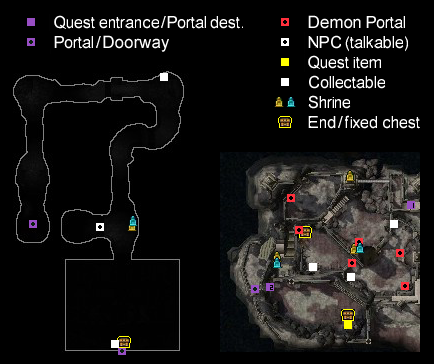 Quest entrance/Portal dest.
Portal/Doorway
Demon Portal
NPC (talkable)
Quest item
Collectable
Shrine
End/fixed chest